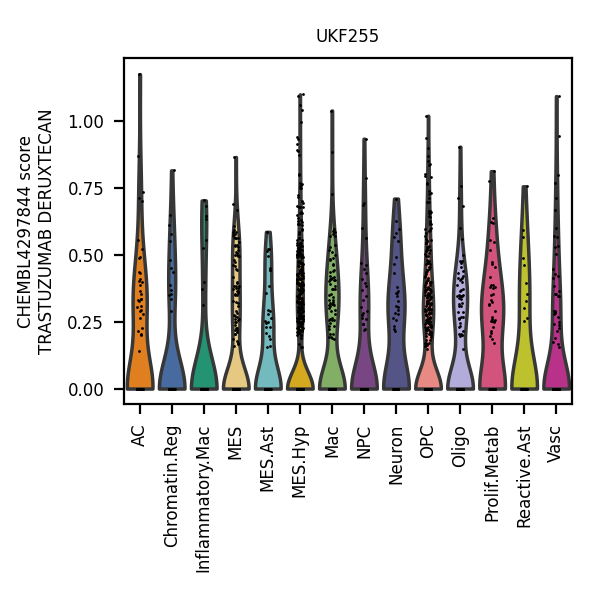 UKF255
CHEMBL4297844 score
TRASTUZUMAB DERUXTECAN
1.00
0.75
0.50
0.25
0.00
AC
Chromatin.Reg
Inflammatory.Mac
MES
MES.Ast
MES.Hyp
Mac
NPC
Neuron
OPC
Oligo
Prolif.Metab
Reactive.Ast
Vasc